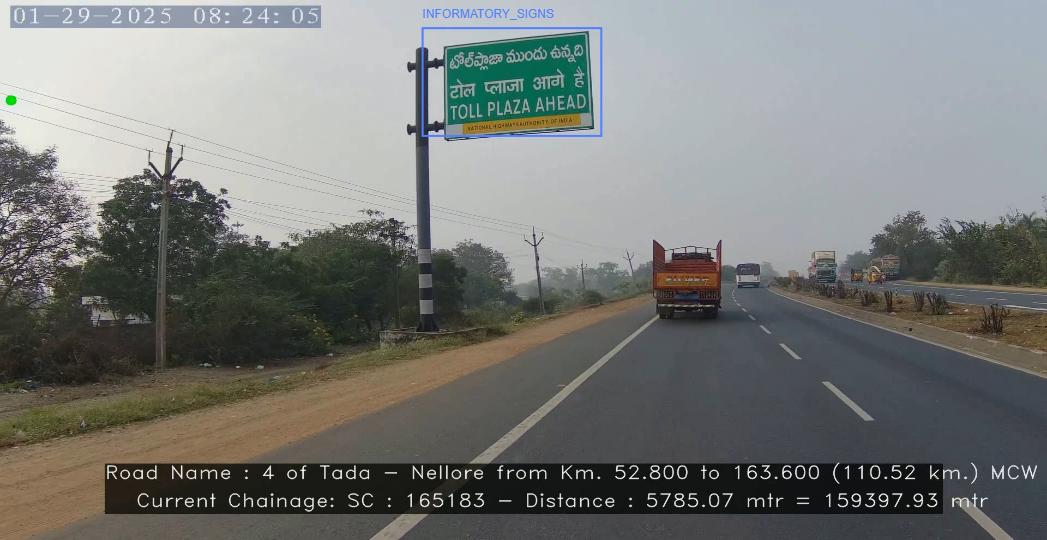 01-29-2025 08:24:05
INFORMATORY_SIGNS
టోల్‌ప్లాజా ముందు ఉన్నది
टोल प्लाजा आगे है
TOLL PLAZA AHEAD
NATIONAL HIGHWAYS AUTHORITY OF INDIA
Road Name : 4 of Tada - Nellore from Km. 52.800 to 163.600 (110.52 km.) MCW
Current Chainage: SC : 165183 - Distance : 5785.07 mtr = 159397.93 mtr